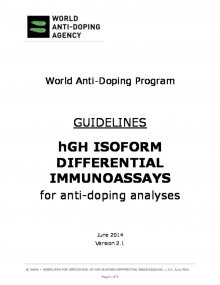 WORLD
ANTI-DOPING
AGENCY
World Anti-Doping Program
GUIDELINES
hGH ISOFORM
DIFFERENTIAL
IMMUNOASSAYS
for anti-doping analyses
June 2014
Version 2.1